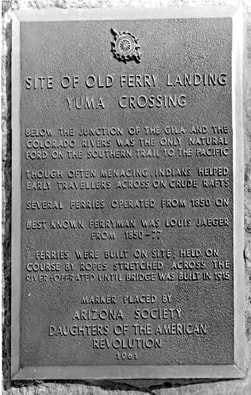 SITE OF OLD FERRY LANDING
YUMA CROSSING
BELOW THE JUNCTION OF THE GILA AND THE
COLORADO RIVERS WAS THE ONLY NATURAL
FORD ON THE SOUTHERN TRAIL TO THE PACIFIC
THOUGH OFTEN MENACING INDIANS HELPED
EARLY TRAVELLERS ACROSS ON CRUDE RAFTS
SEVERAL FERRIES OPERATED FROM 1850 ON
BEST KNOWN FERRYMAN WAS LOUIS JAEGER
FROM 1850-77
FERRIES WERE BUILT ON SITE, HELD ON
COURSE BY ROPES STRETCHED ACROSS THE
RIVER-OPERATED UNTIL BRIDGE WAS BUILT IN 1915
MARKER PLACED BY
ARIZONA SOCIETY
DAUGHTERS OF THE AMERICAN
REVOLUTION
1961